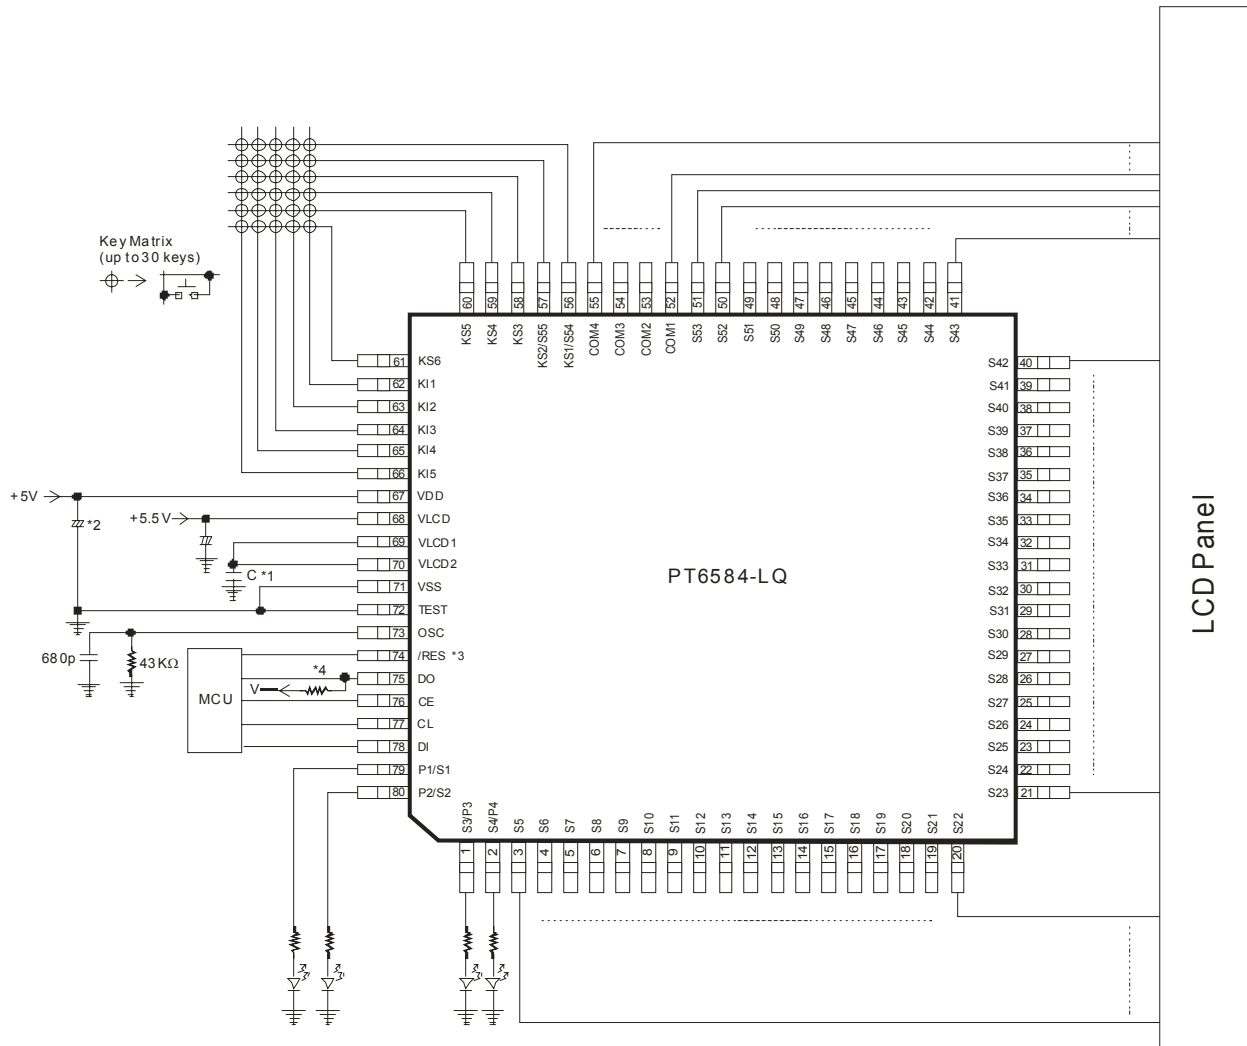 Key Matrix
(up to 30 keys)
60
59
58
57
56
55
54
53
52
51
50
49
48
47
46
45
44
43
42
41
KS5
KS4
KS3
KS2/S55
KS1/S54
COM4
COM3
COM2
COM1
S53
S52
S51
S50
S49
S48
S47
S46
S45
S44
S43
61 KS6
62 KI1
63 KI2
64 KI3
65 KI4
66 KI5
+5V
67 VDD
*2
+5.5V
68 VLCD
69 VLCD1
70 VLCD2
C *1
71 VSS
72 TEST
73 OSC
680p
43KΩ
74 /RES *3
*4
V
75 DO
MCU
76 CE
77 CL
78 DI
79 P1/S1
80 P2/S2
PT6584-LQ
S42 40
S41 39
S40 38
S39 37
S38 36
S37 35
S36 34
S35 33
S34 32
S33 31
S32 30
S31 29
S30 28
S29 27
S28 26
S27 25
S26 24
S25 23
S24 22
S23 21
LCD Panel
S3/P3
S4/P4
S5
S6
S7
S8
S9
S10
S11
S12
S13
S14
S15
S16
S17
S18
S19
S20
S21
S22
1
2
3
4
5
6
7
8
9
10
11
12
13
14
15
16
17
18
19
20